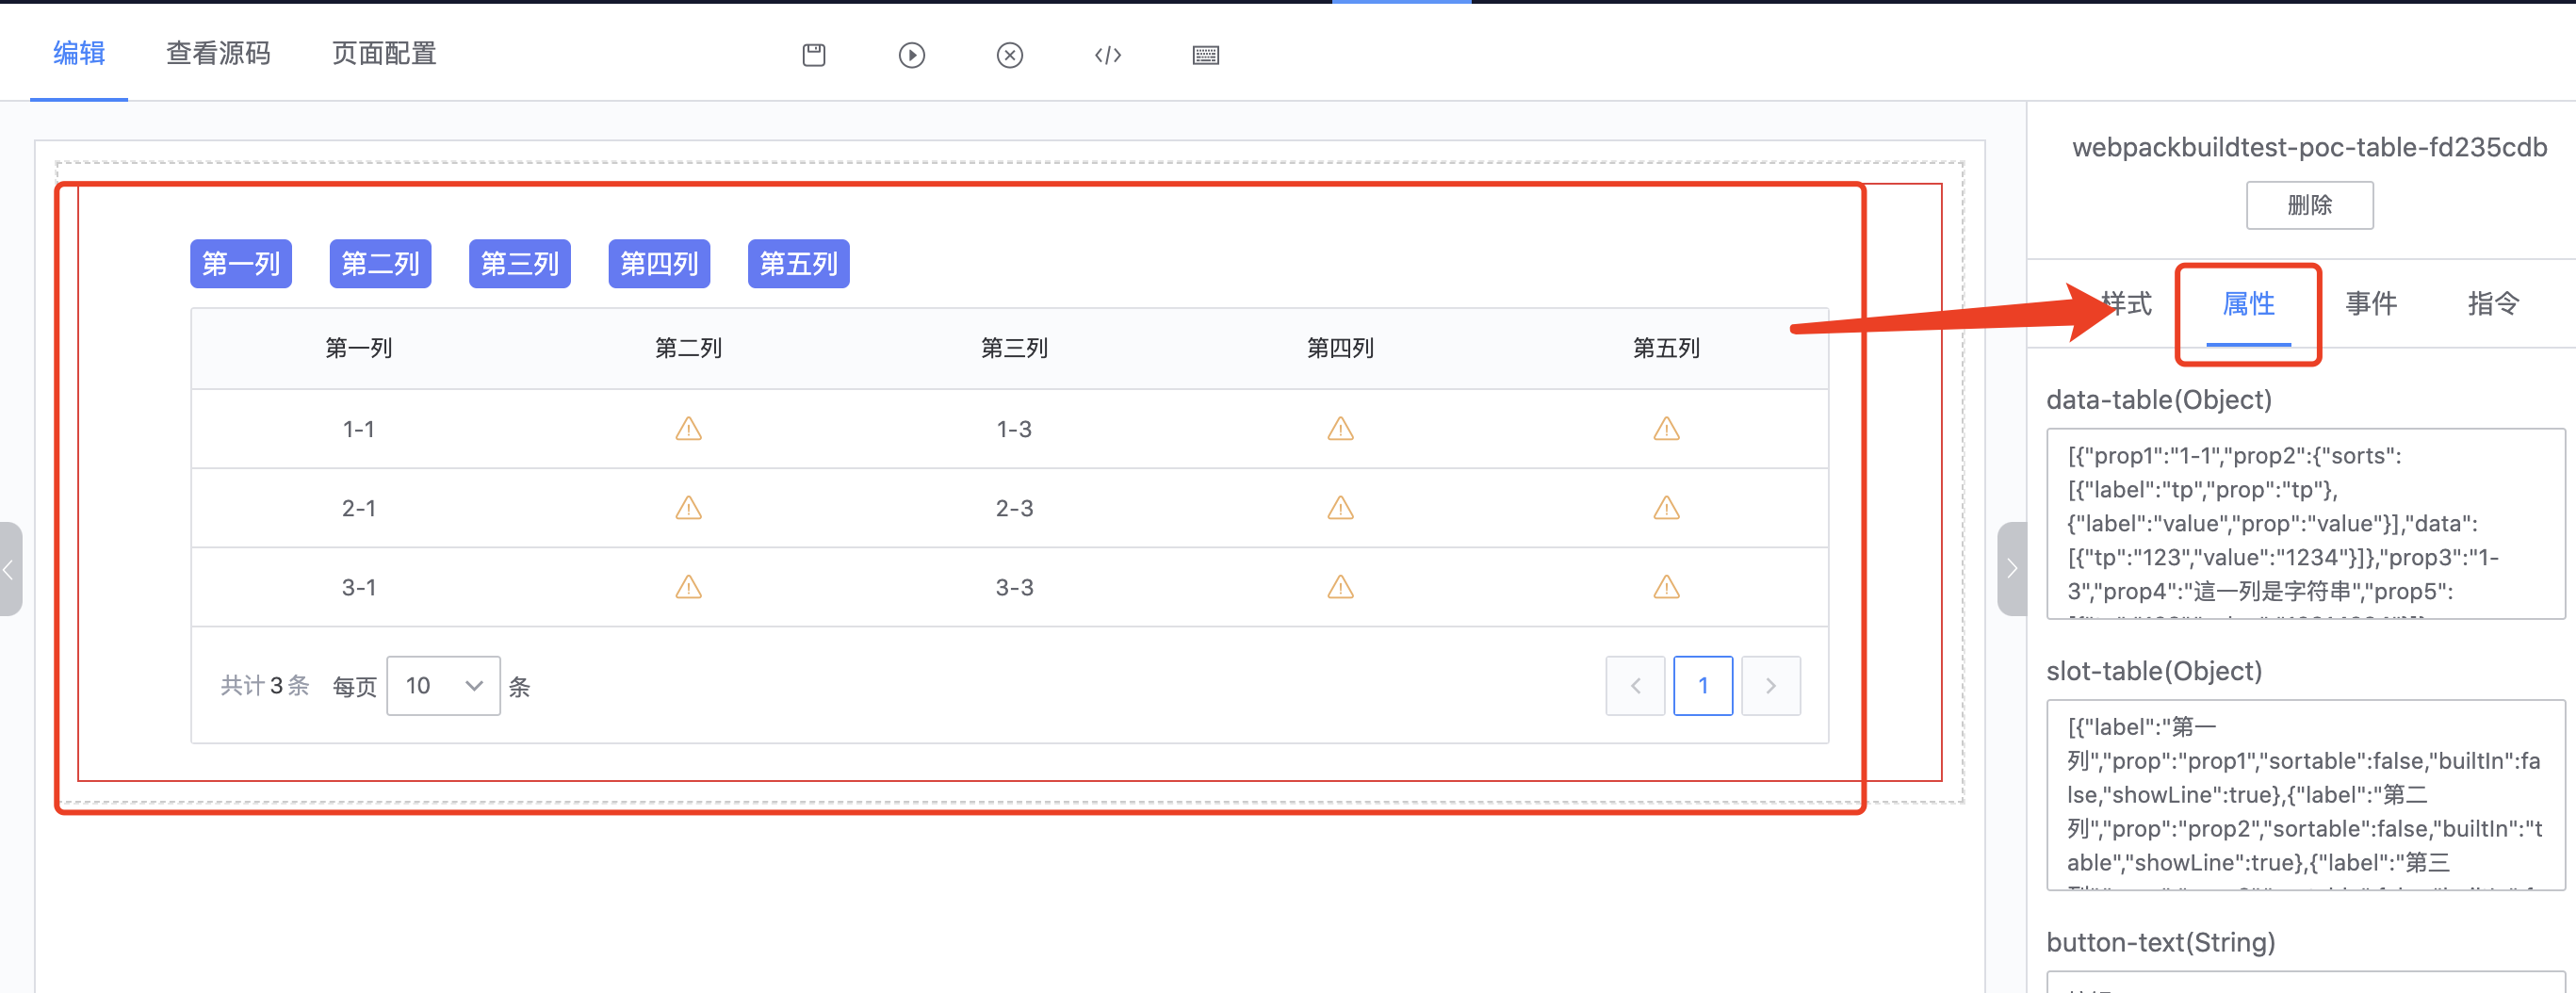 编辑 查看源码 页面配置
webpackbuildtest-poc-table-fd235cdb
删除
样式 属性 事件 指令
第一列 第二列 第三列 第四列 第五列
第一列 第二列 第三列 第四列 第五列
1-1 1-3
2-1 2-3
3-1 3-3
共计 3 条 每页 10 条 1
data-table(Object)
[{"prop1":"1-1","prop2":{"sorts":
[{"label":"tp","prop":"tp"},
{"label":"value","prop":"value"}],"data":
[{"tp":"123","value":"1234"}]},"prop3":"1-
3","prop4":"這一列是字符串","prop5":
slot-table(Object)
[{"label":"第一
列","prop":"prop1","sortable":false,"builtIn":fa
lse,"showLine":true},{"label":"第二
列","prop":"prop2","sortable":false,"builtIn":"t
able","showLine":true},{"label":"第三
button-text(String)